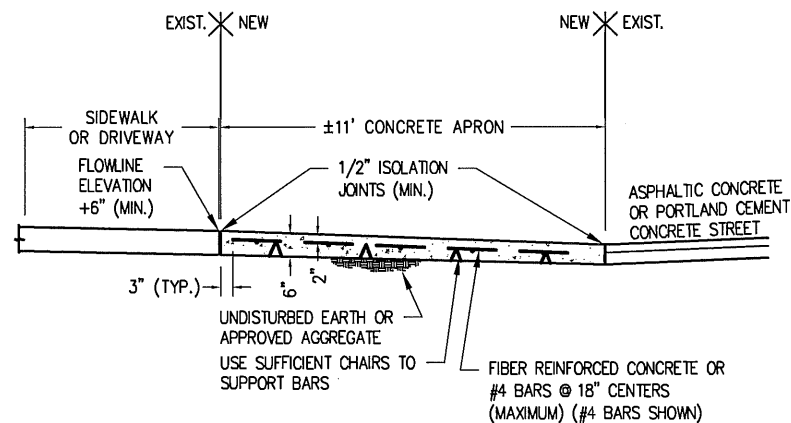 EXIST. NEW
NEW EXIST.
SIDEWALK
OR DRIVEWAY
±11' CONCRETE APRON
FLOWLINE
ELEVATION
+6" (MIN.)
1/2" ISOLATION
JOINTS (MIN.)
ASPHALTIC CONCRETE
OR PORTLAND CEMENT
CONCRETE STREET
3" (TYP.)
6"
2"
UNDISTURBED EARTH OR
APPROVED AGGREGATE
USE SUFFICIENT CHAIRS TO
SUPPORT BARS
FIBER REINFORCED CONCRETE OR
#4 BARS @ 18" CENTERS
(MAXIMUM) (#4 BARS SHOWN)